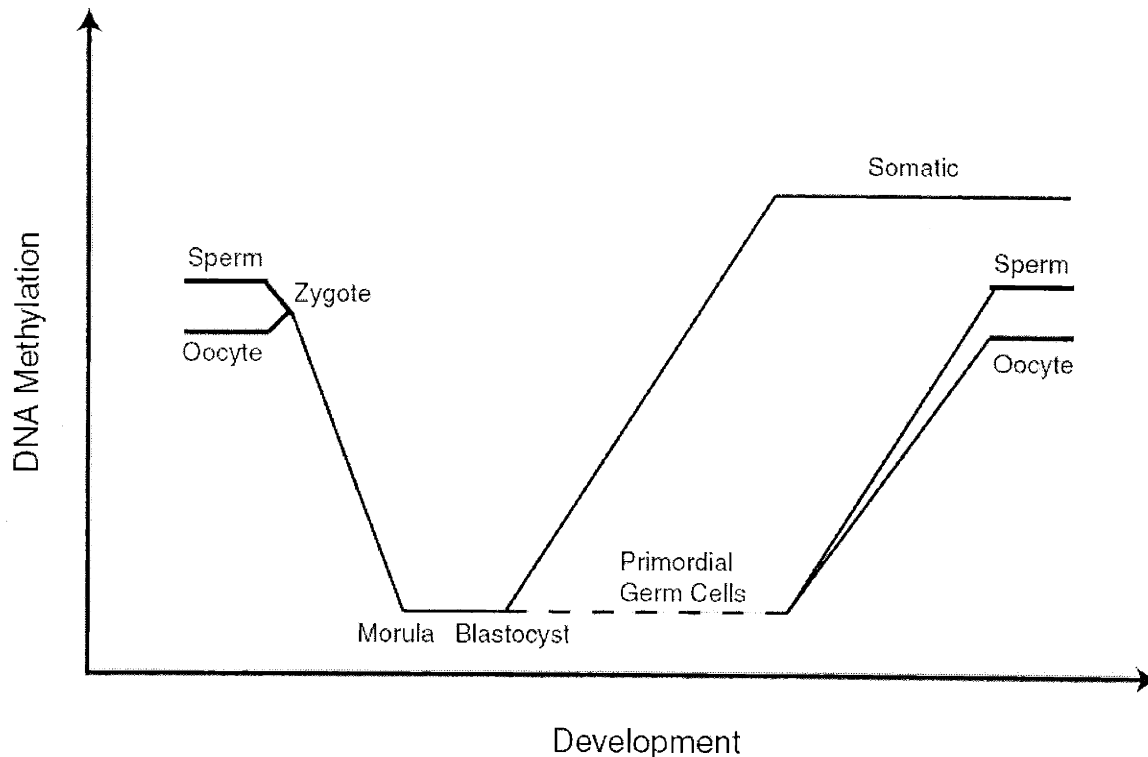 Somatic
Sperm
Zygote
Oocyte
Sperm
Oocyte
Primordial
Germ Cells
Morula
Blastocyst
DNA Methylation
Development